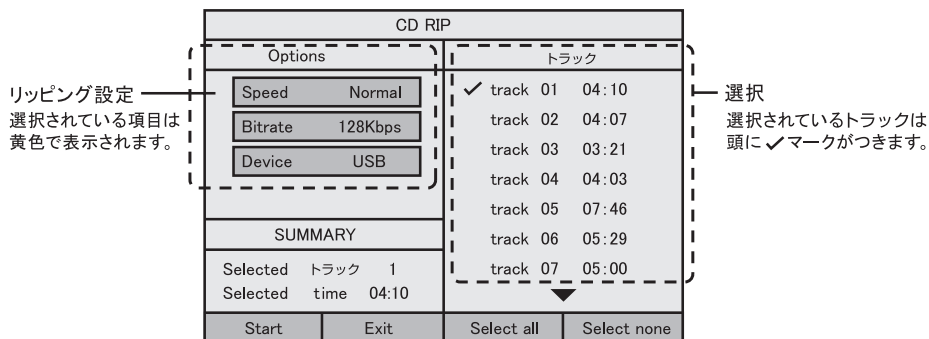 CD RIP
Options
Speed Normal
Bitrate 128Kbps
Device USB
SUMMARY
Selected トラック 1
Selected time 04:10
トラック
✓ track 01 04:10
track 02 04:07
track 03 03:21
track 04 04:03
track 05 07:46
track 06 05:29
track 07 05:00
Start Exit Select all Select none
リッピング設定
選択されている項目は
黄色で表示されます。
選択
選択されているトラックは
頭に✓マークがつきます。